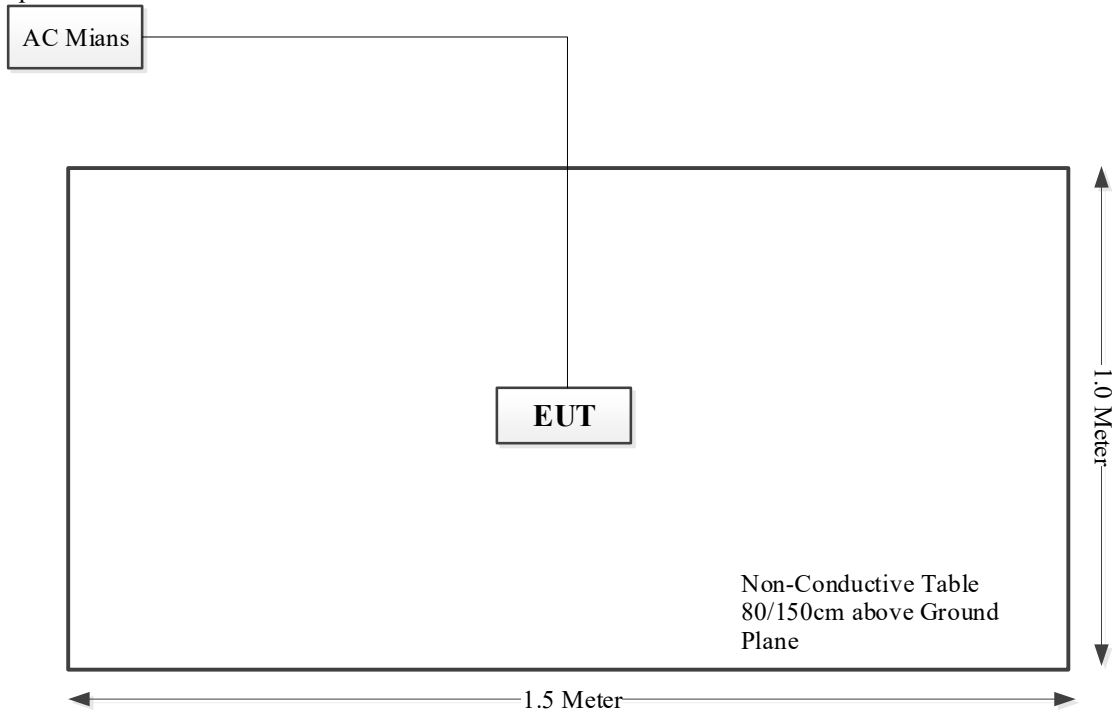 AC Mians
EUT
1.0 Meter
Non-Conductive Table
80/150cm above Ground
Plane
1.5 Meter